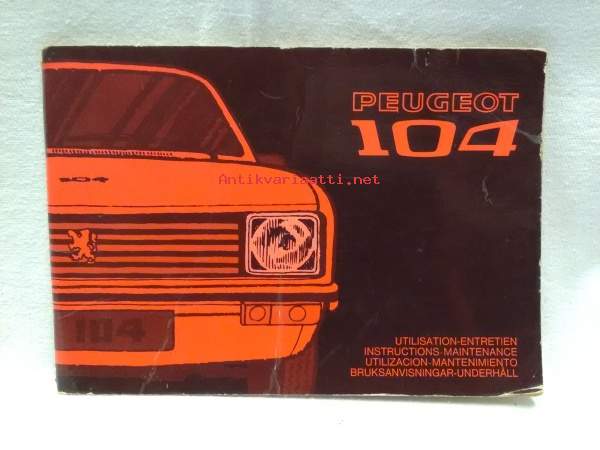 PEUGEOT
104
104
Antikvariaatti.net
104
UTILISATION-ENTRETIEN
INSTRUCTIONS-MAINTENANCE
UTILIZACION-MANTENIMIENTO
BRUKSANVISNINGAR-UNDERHÅLL